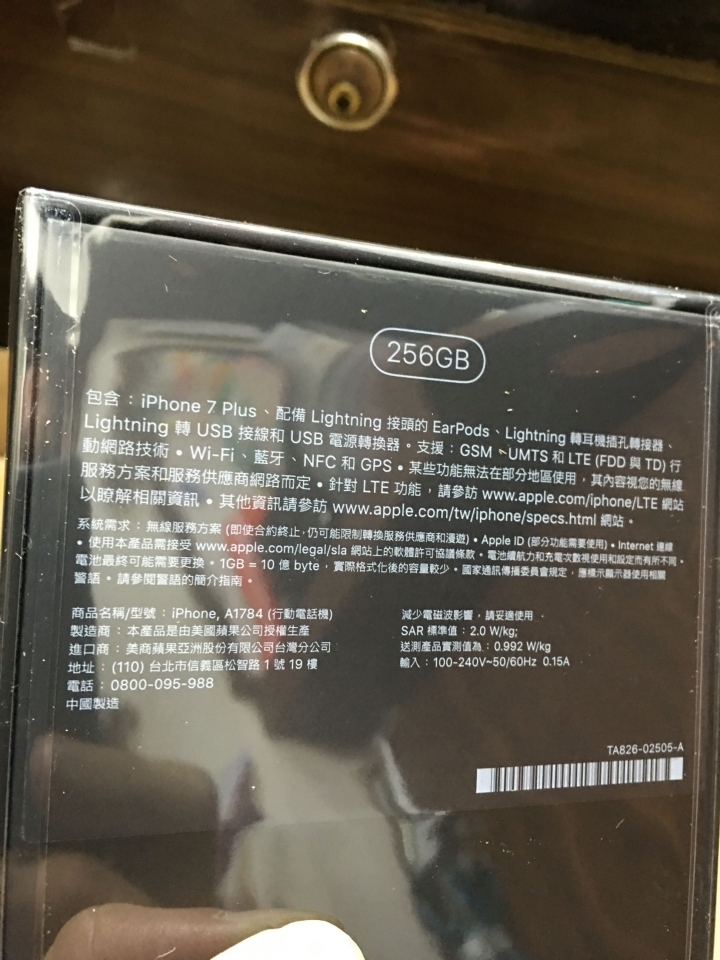 256GB
包含：iPhone 7 Plus、配備 Lightning 接頭的 EarPods、Lightning 轉耳機插孔轉接器、
Lightning 轉 USB 接線和 USB 電源轉換器。支援：GSM、UMTS 和 LTE (FDD 與 TD) 行
動網路技術・Wi-Fi、藍牙、NFC 和 GPS・某些功能無法在部分地區使用，其內容視您的無線
服務方案和服務供應商網路而定・針對 LTE 功能，請參訪 www.apple.com/iphone/LTE 網站
以瞭解相關資訊・其他資訊請參訪 www.apple.com/tw/iphone/specs.html 網站。
系統需求：無線服務方案 (即使合約終止，仍可能限制轉換服務供應商和漫遊)・Apple ID (部分功能需要使用)・Internet 連線
・使用本產品需接受 www.apple.com/legal/sla 網站上的軟體許可協議條款・電池續航力和充電次數視使用和設定而有所不同。
電池最終可能需要更換・1GB = 10 億 byte，實際格式化後的容量較少・國家通訊傳播委員會規定，應標示顯示器使用相關
警語・請參閱警語的簡介指南。
商品名稱/型號：iPhone, A1784 (行動電話機)
製造商：本產品是由美國蘋果公司授權生產
進口商：美商蘋果亞洲股份有限公司台灣分公司
地址：(110) 台北市信義區松智路 1 號 19 樓
電話：0800-095-988
中國製造
減少電磁波影響，請妥適使用
SAR 標準值：2.0 W/kg;
送測產品實測值為：0.992 W/kg
輸入：100-240V~50/60Hz 0.15A
TA826-02505-A